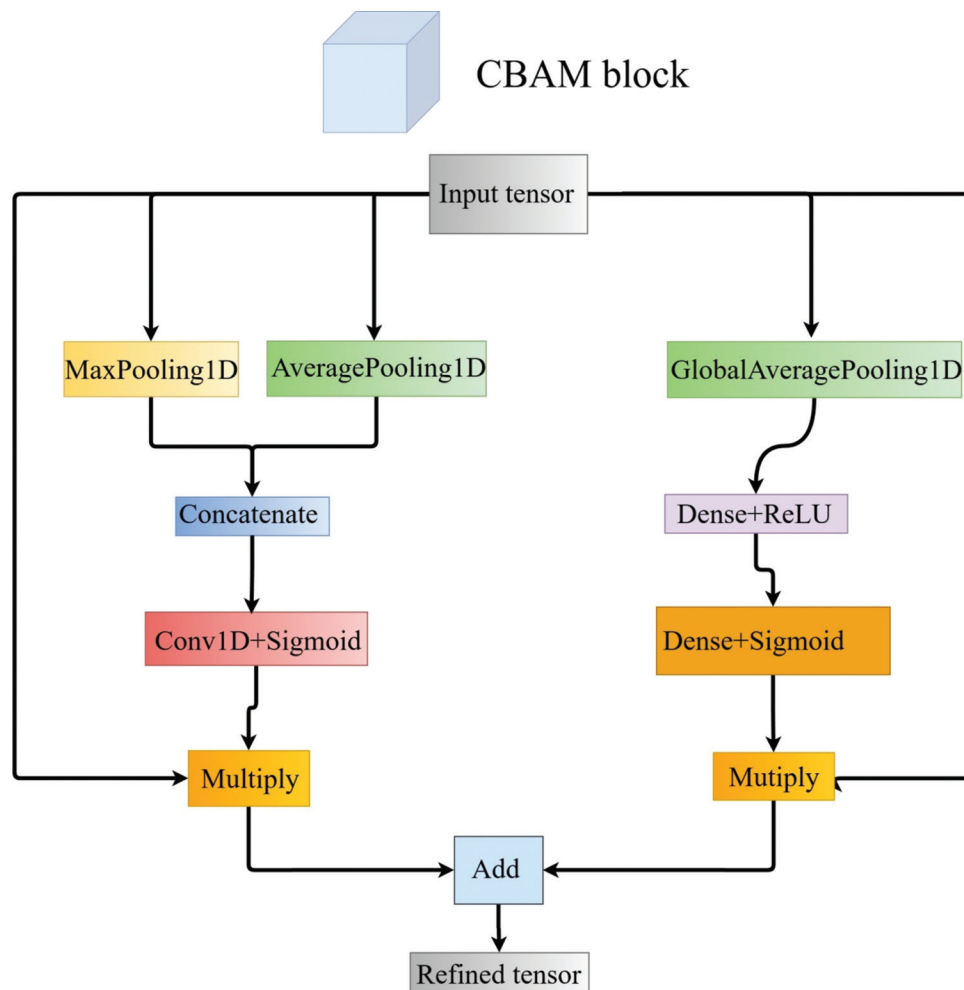 CBAM block
Input tensor
MaxPooling1D
AveragePooling1D
GlobalAveragePooling1D
Concatenate
Dense+ReLU
Conv1D+Sigmoid
Dense+Sigmoid
Multiply
Mutiply
Add
Refined tensor